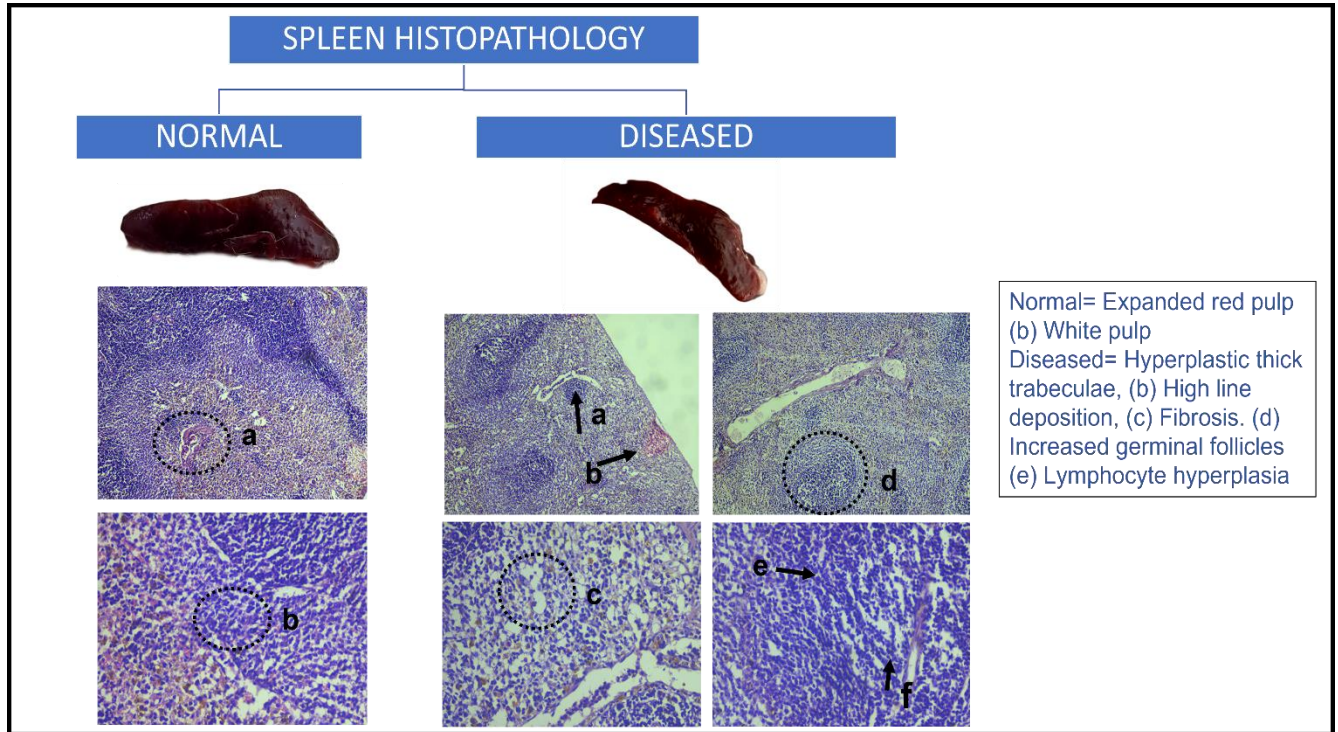 SPLEEN HISTOPATHOLOGY
NORMAL
DISEASED
a
b
a
b
d
c
e
f
Normal= Expanded red pulp
(b) White pulp
Diseased= Hyperplastic thick
trabeculae, (b) High line
deposition, (c) Fibrosis. (d)
Increased germinal follicles
(e) Lymphocyte hyperplasia